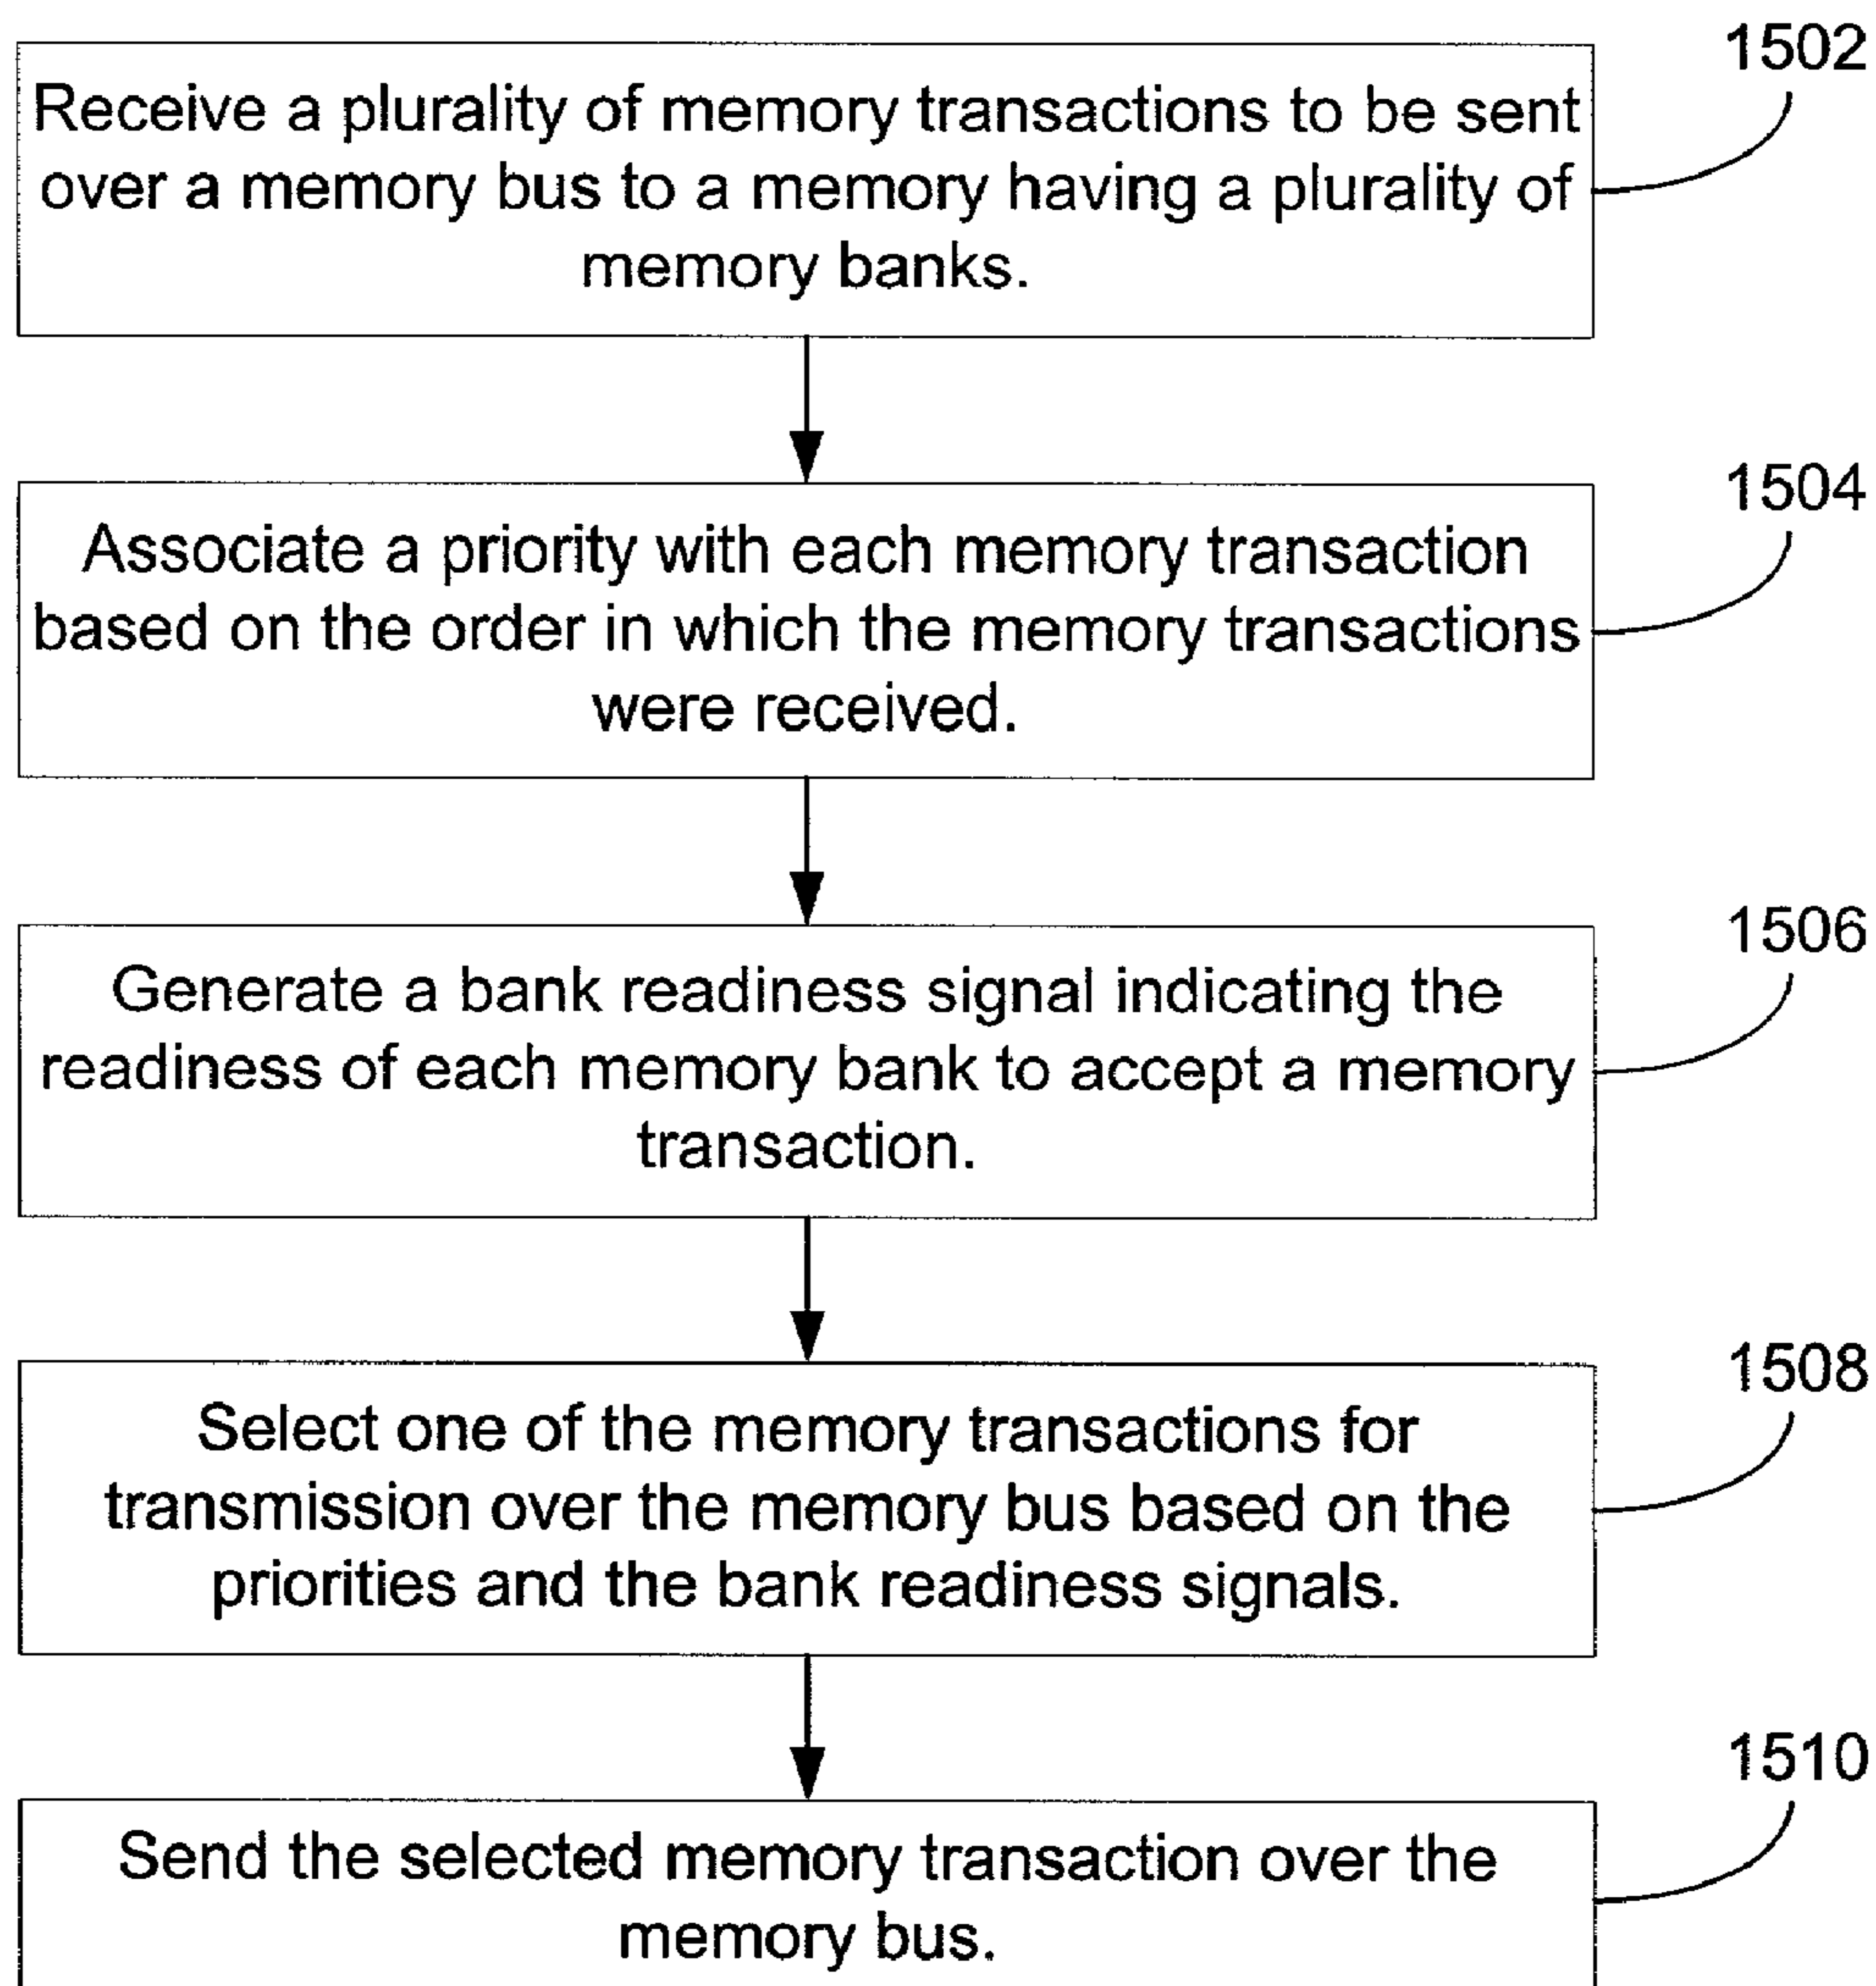 1502
Receive a plurality of memory transactions to be sent
over a memory bus to a memory having a plurality of
memory banks.
1504
Associate a priority with each memory transaction
based on the order in which the memory transactions
were received.
1506
Generate a bank readiness signal indicating the
readiness of each memory bank to accept a memory
transaction.
1508
Select one of the memory transactions for
transmission over the memory bus based on the
priorities and the bank readiness signals.
1510
Send the selected memory transaction over the
memory bus.